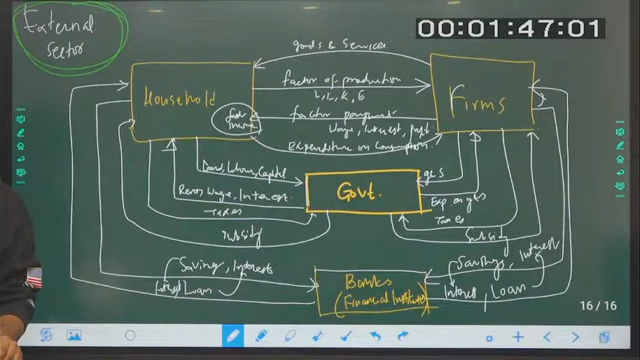 External
Sector
00:01:47:01
goods & Services
factor of production
L, L, K, E
Household
Firms
factor payment
Wage, Interest, Profit
Expenditure on Consumption
Land, Labour, Capital
Rent, Wage, Interest
Taxes
Subsidy
Govt.
g&s
Exp on g&s
Taxes
Subsidy
Savings, Interests
Interest Loan
Banks
(Financial Institutes)
Savings, Interest
Interest, Loan
16/16